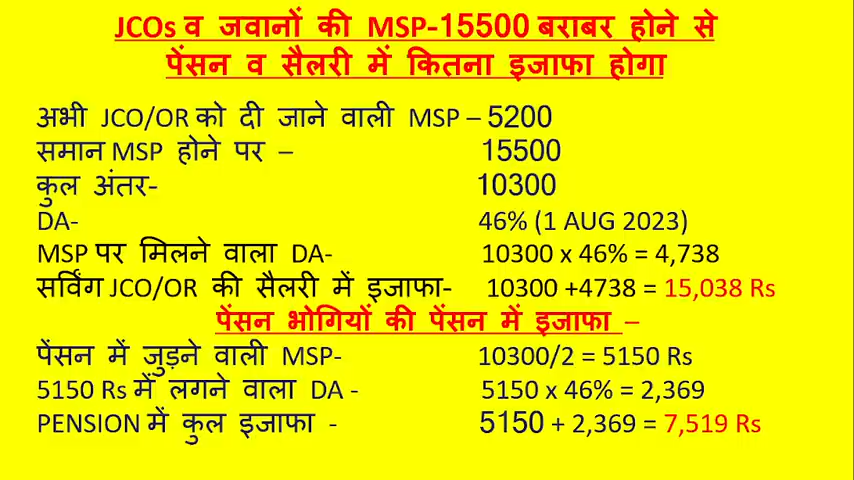 JCOs व जवानों की MSP-15500 बराबर होने से
पेंसन व सैलरी में कितना इजाफा होगा
अभी JCO/OR को दी जाने वाली MSP – 5200
समान MSP होने पर – 15500
कुल अंतर- 10300
DA- 46% (1 AUG 2023)
MSP पर मिलने वाला DA- 10300 x 46% = 4,738
सर्विंग JCO/OR की सैलरी में इजाफा- 10300 +4738 = 15,038 Rs
पेंसन भोगियों की पेंसन में इजाफा –
पेंसन में जुड़ने वाली MSP- 10300/2 = 5150 Rs
5150 Rs में लगने वाला DA - 5150 x 46% = 2,369
PENSION में कुल इजाफा - 5150 + 2,369 = 7,519 Rs